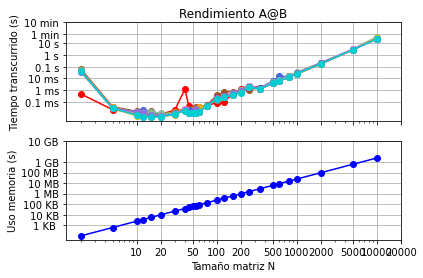 Rendimiento A@B
Tiempo transcurrido (s)
10 min
1 min
10 s
1 s
0.1 s
10 ms
1 ms
0.1 ms
Uso memoria (s)
10 GB
1 GB
100 MB
10 MB
1 MB
100 KB
10 KB
1 KB
10 20 50 100 200 500 1000 2000 5000 10000 20000
Tamaño matriz N